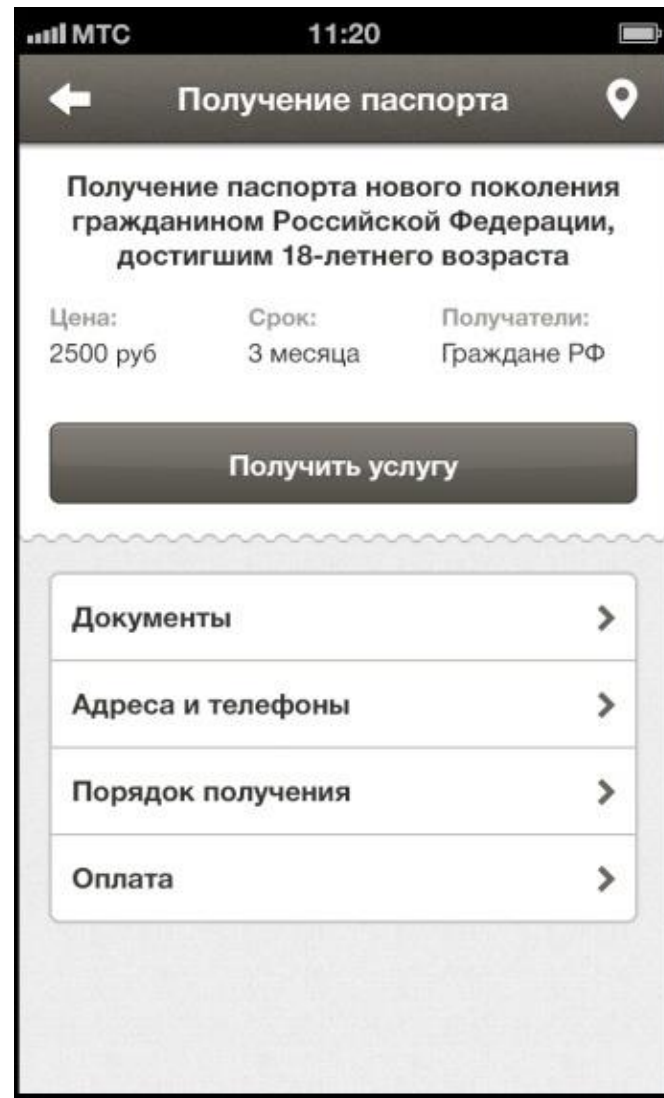 МТС 11:20
Получение паспорта
Получение паспорта нового поколения
гражданином Российской Федерации,
достигшим 18-летнего возраста
Цена: Срок: Получатели:
2500 руб 3 месяца Граждане РФ
Получить услугу
Документы
Адреса и телефоны
Порядок получения
Оплата